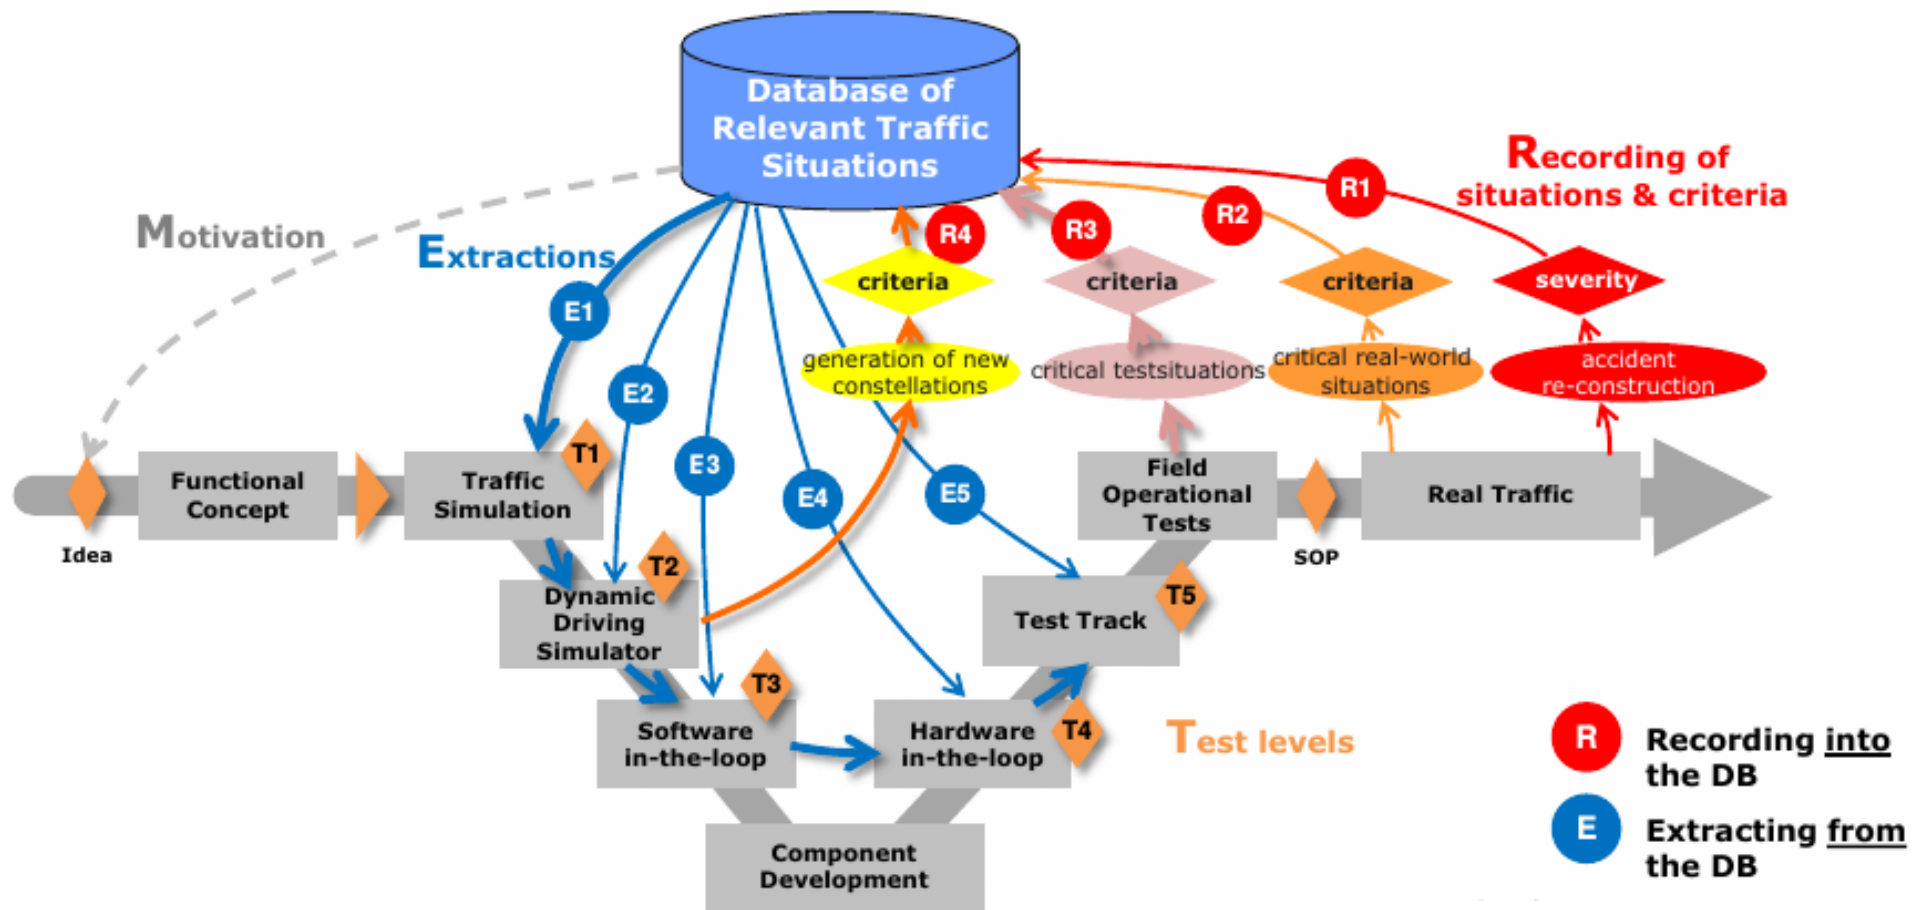 Database of
Relevant Traffic
Situations
Recording of
situations & criteria
Motivation
Extractions
R1
R2
R3
R4
criteria
criteria
criteria
severity
E1
generation of new
constellations
critical testsituations
critical real-world
situations
accident
re-construction
E2
E3
E4
E5
T1
Functional
Concept
Traffic
Simulation
Field
Operational
Tests
Real Traffic
Idea
SOP
T2
Dynamic
Driving
Simulator
Test Track
T5
T3
Software
in-the-loop
Hardware
in-the-loop
T4
Test levels
R
Recording into
the DB
E
Extracting from
the DB
Component
Development